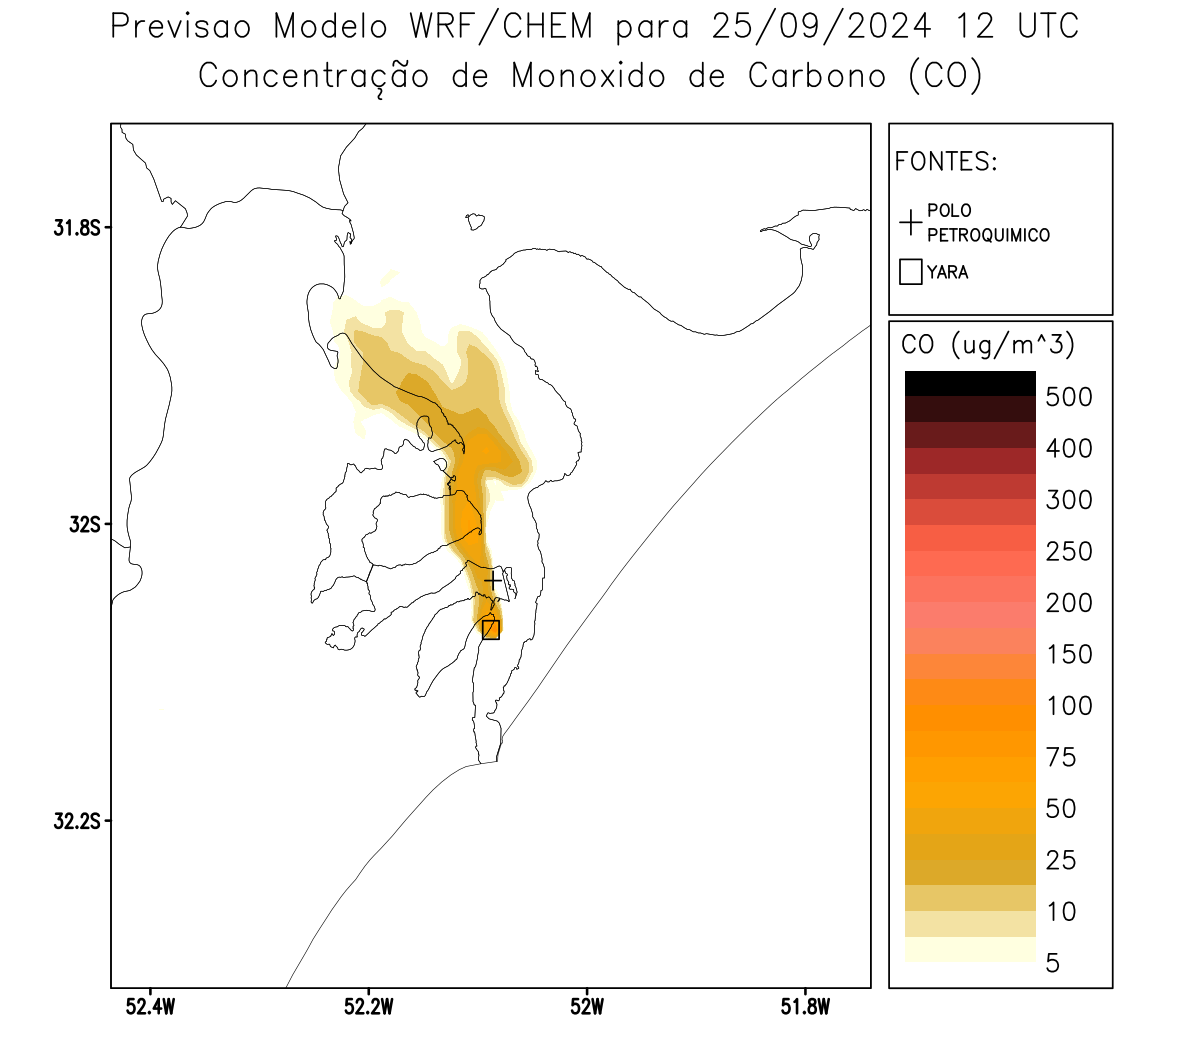 Previsao Modelo WRF/CHEM para 25/09/2024 12 UTC
Concentração de Monoxido de Carbono (CO)
FONTES:
POLO
PETROQUIMICO
YARA
CO (ug/m^3)
500
400
300
250
200
150
100
75
50
25
10
5
31.8S
32S
32.2S
52.4W
52.2W
52W
51.8W